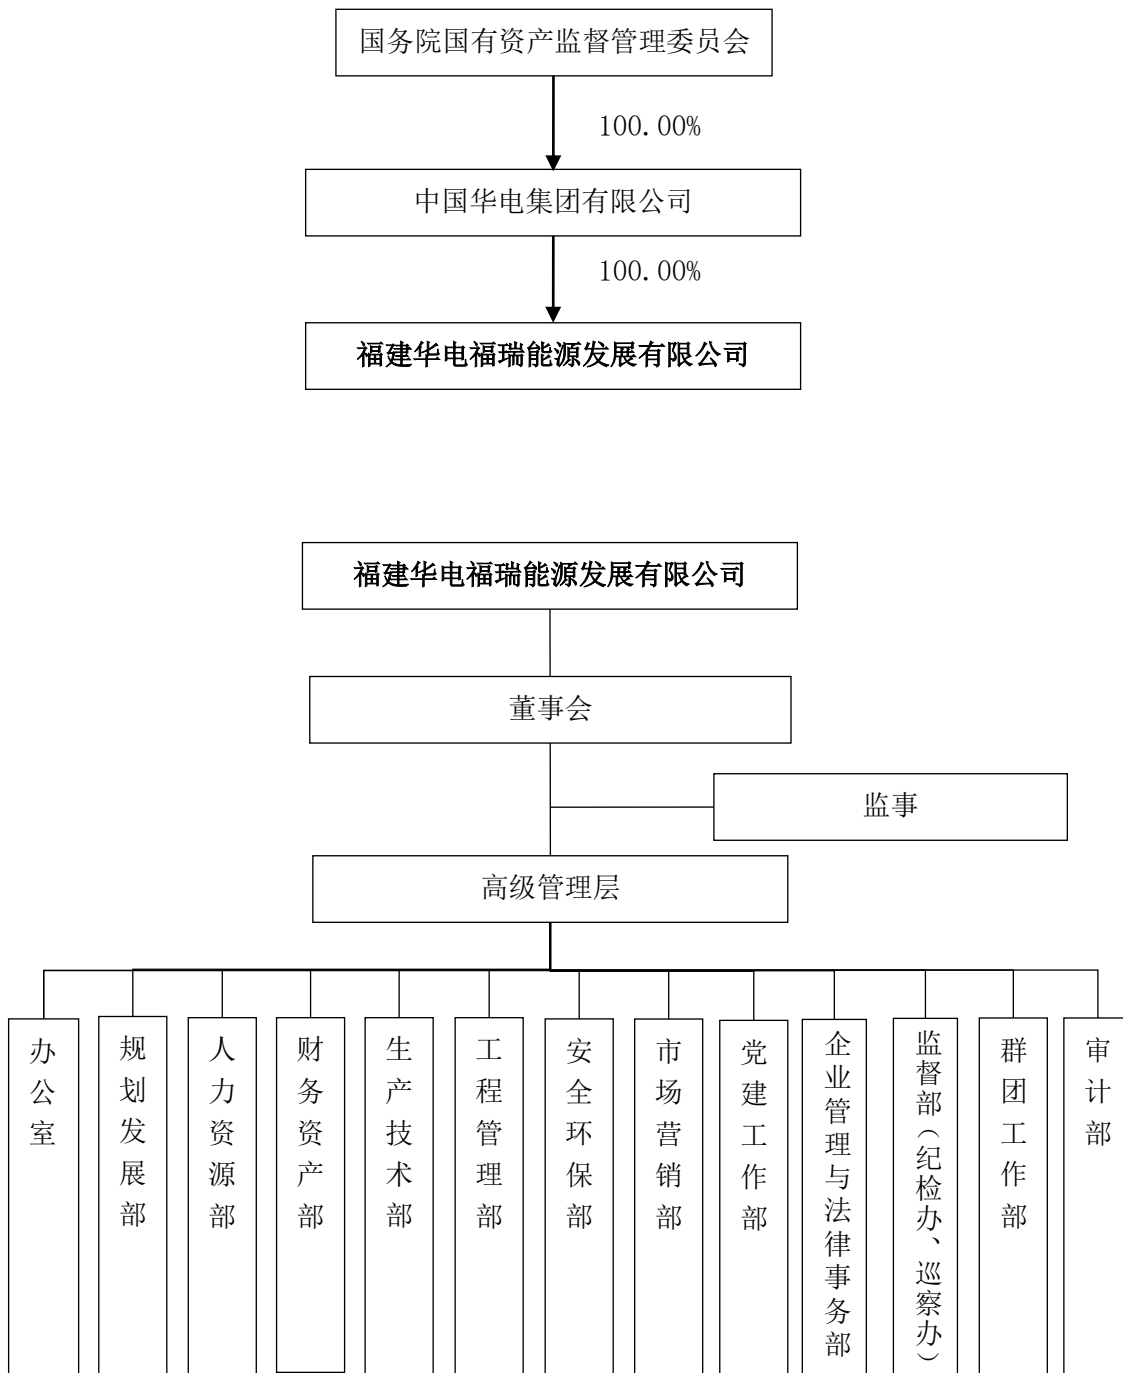 国务院国有资产监督管理委员会
100.00%
中国华电集团有限公司
100.00%
福建华电福瑞能源发展有限公司
福建华电福瑞能源发展有限公司
董事会
监事
高级管理层
办公室
规划发展部
人力资源部
财务资产部
生产技术部
工程管理部
安全环保部
市场营销部
党建工作部
企业管理与法律事务部
监督部（纪检办、巡察办）
群团工作部
审计部